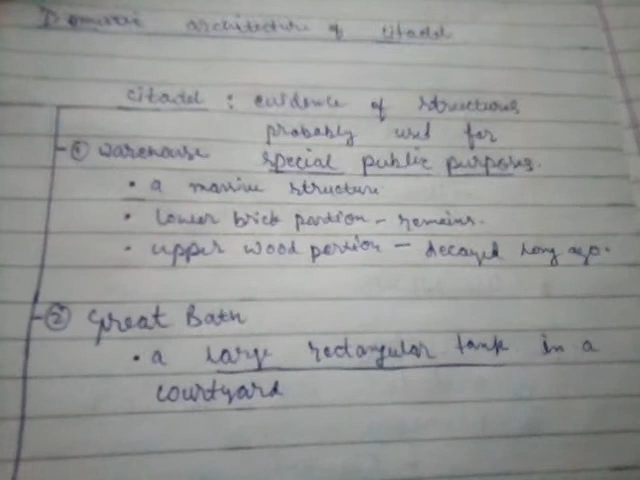 Domestic architecture of citadel
citadel : evidence of structures
probably used for
① warehouse special public purposes.
• a massive structure
• lower brick portion - remains.
• upper wood portion - decayed long ago.
② Great Bath
• a large rectangular tank in a
courtyard